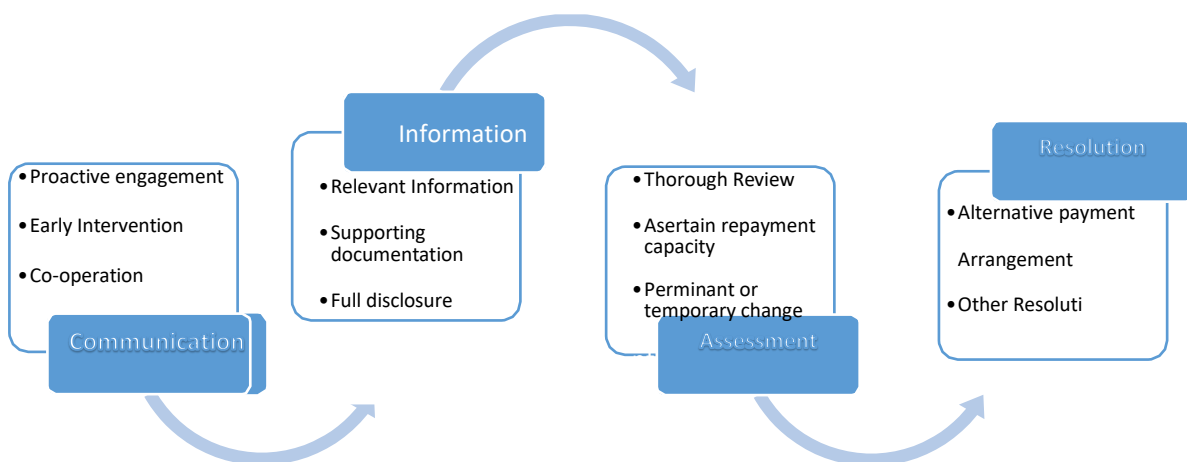 • Proactive engagement
• Early Intervention
• Co-operation
Communication
Information
• Relevant Information
• Supporting
documentation
• Full disclosure
• Thorough Review
• Asertain repayment
capacity
• Perminant or
temporary change
Assessment
Resolution
• Alternative payment
Arrangement
• Other Resoluti